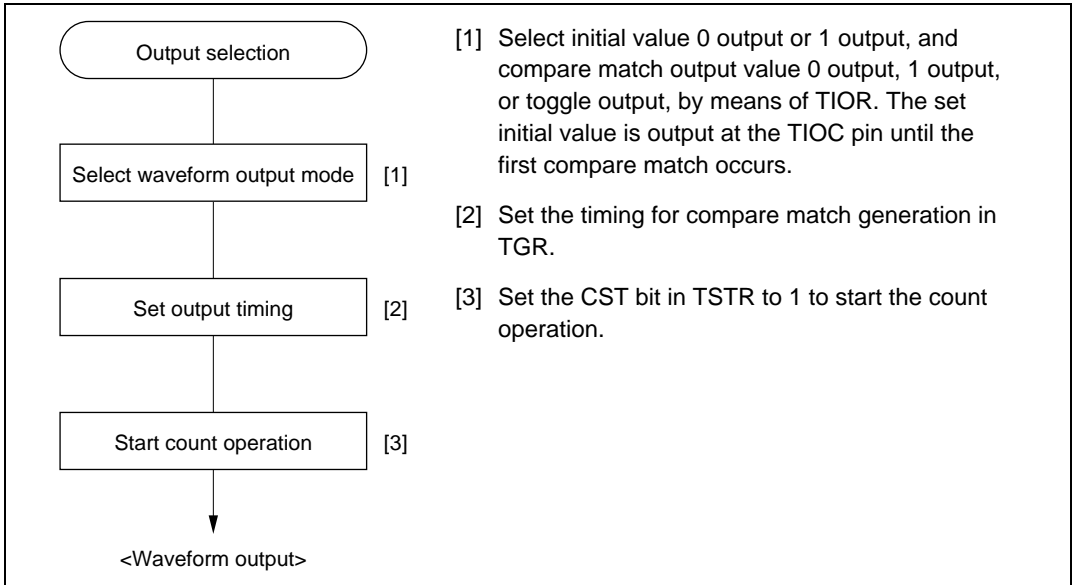 Output selection
Select waveform output mode [1]
Set output timing [2]
Start count operation [3]
<Waveform output>
[1] Select initial value 0 output or 1 output, and
compare match output value 0 output, 1 output,
or toggle output, by means of TIOR. The set
initial value is output at the TIOC pin until the
first compare match occurs.
[2] Set the timing for compare match generation in
TGR.
[3] Set the CST bit in TSTR to 1 to start the count
operation.